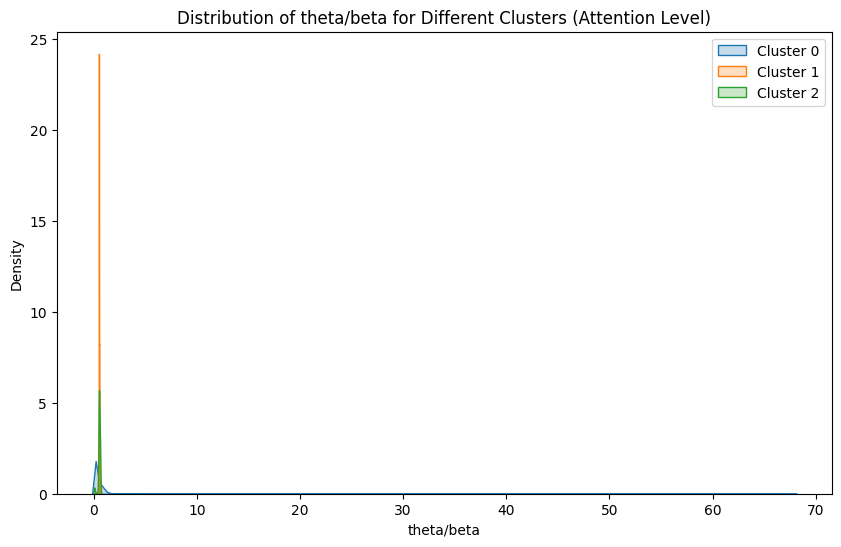 Distribution of theta/beta for Different Clusters (Attention Level)
Cluster 0
Cluster 1
Cluster 2
Density
25
20
15
10
5
0
0 10 20 30 40 50 60 70
theta/beta